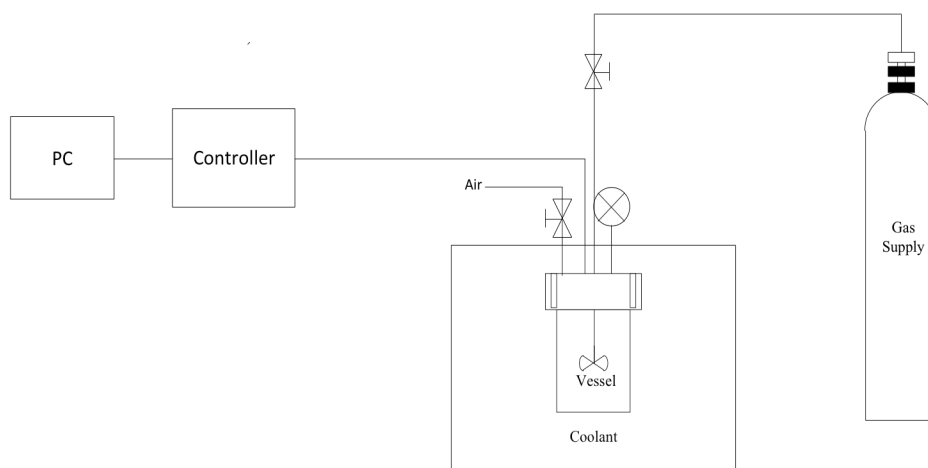 PC
Controller
Air
Gas
Supply
Vessel
Coolant